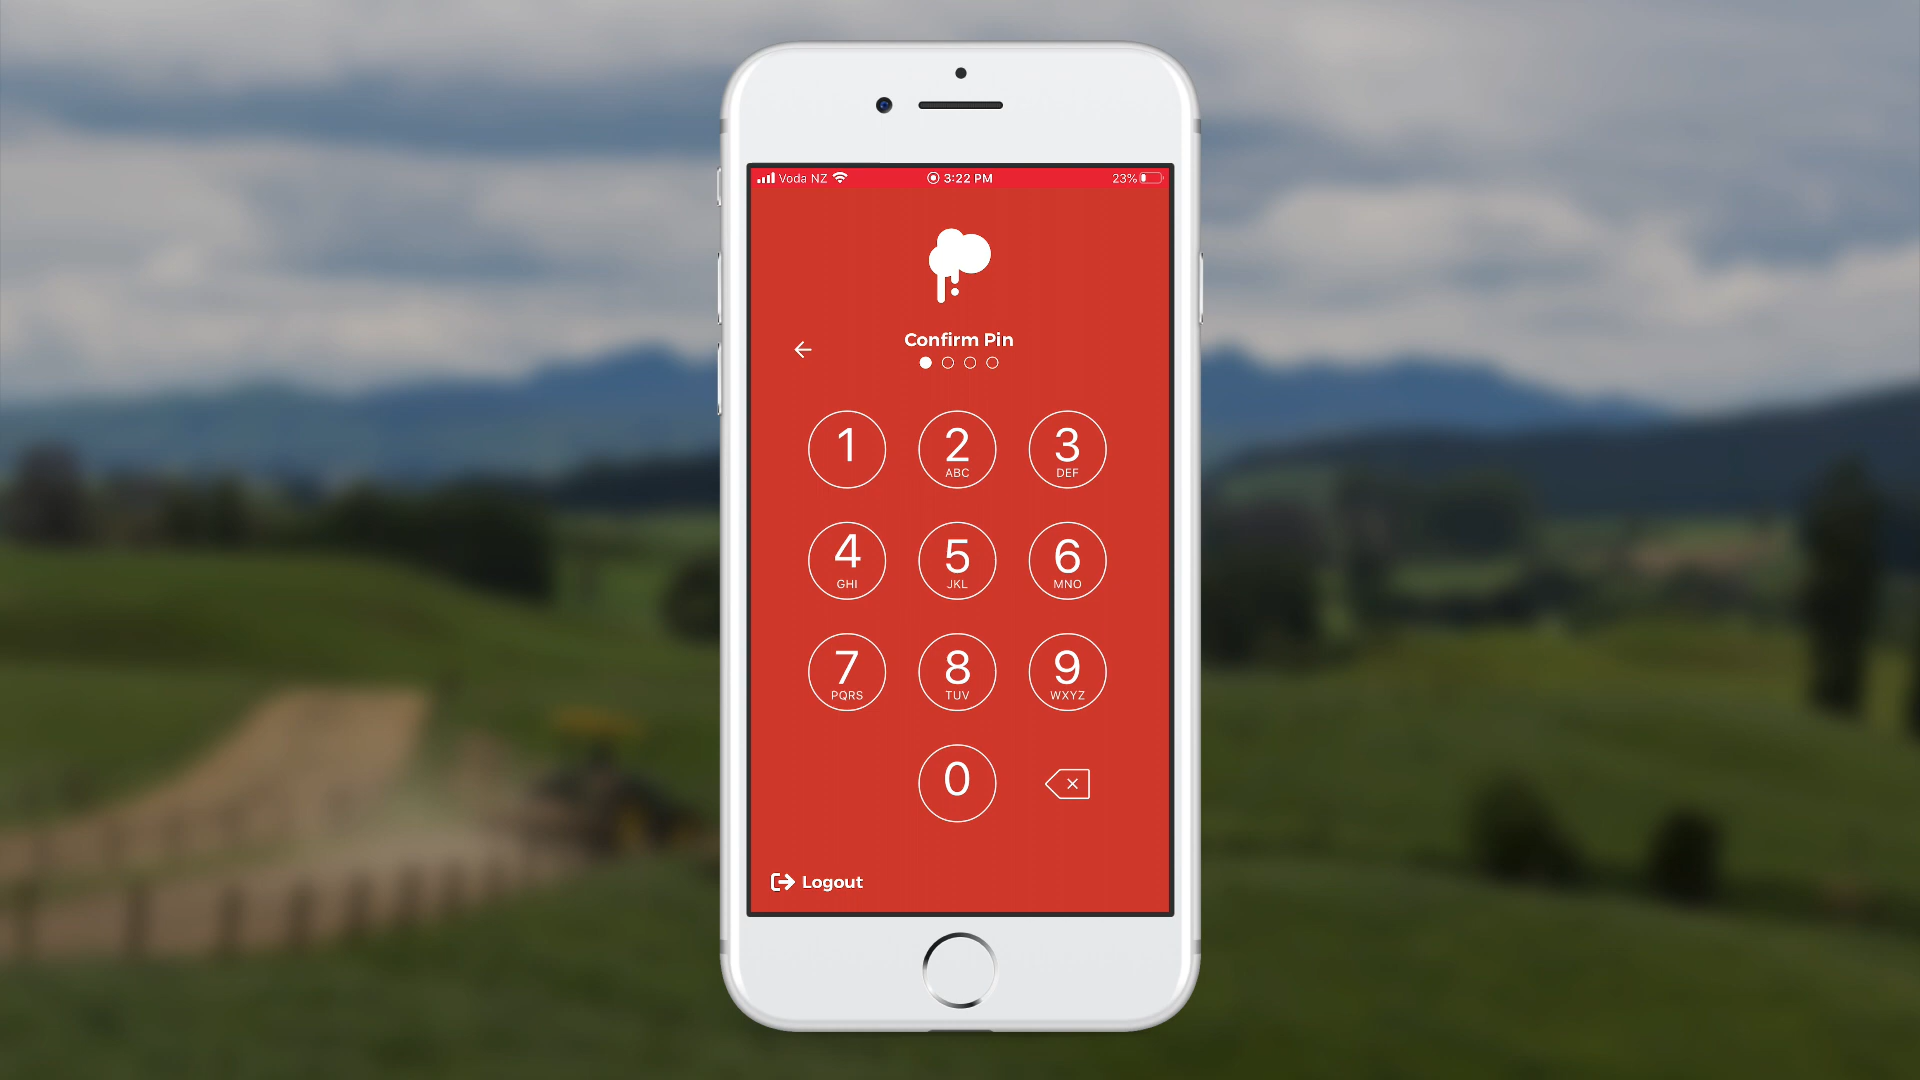 Voda NZ 3:22 PM 23%
Confirm Pin
1 2 3
ABC DEF
4 5 6
GHI JKL MNO
7 8 9
PQRS TUV WXYZ
0
Logout